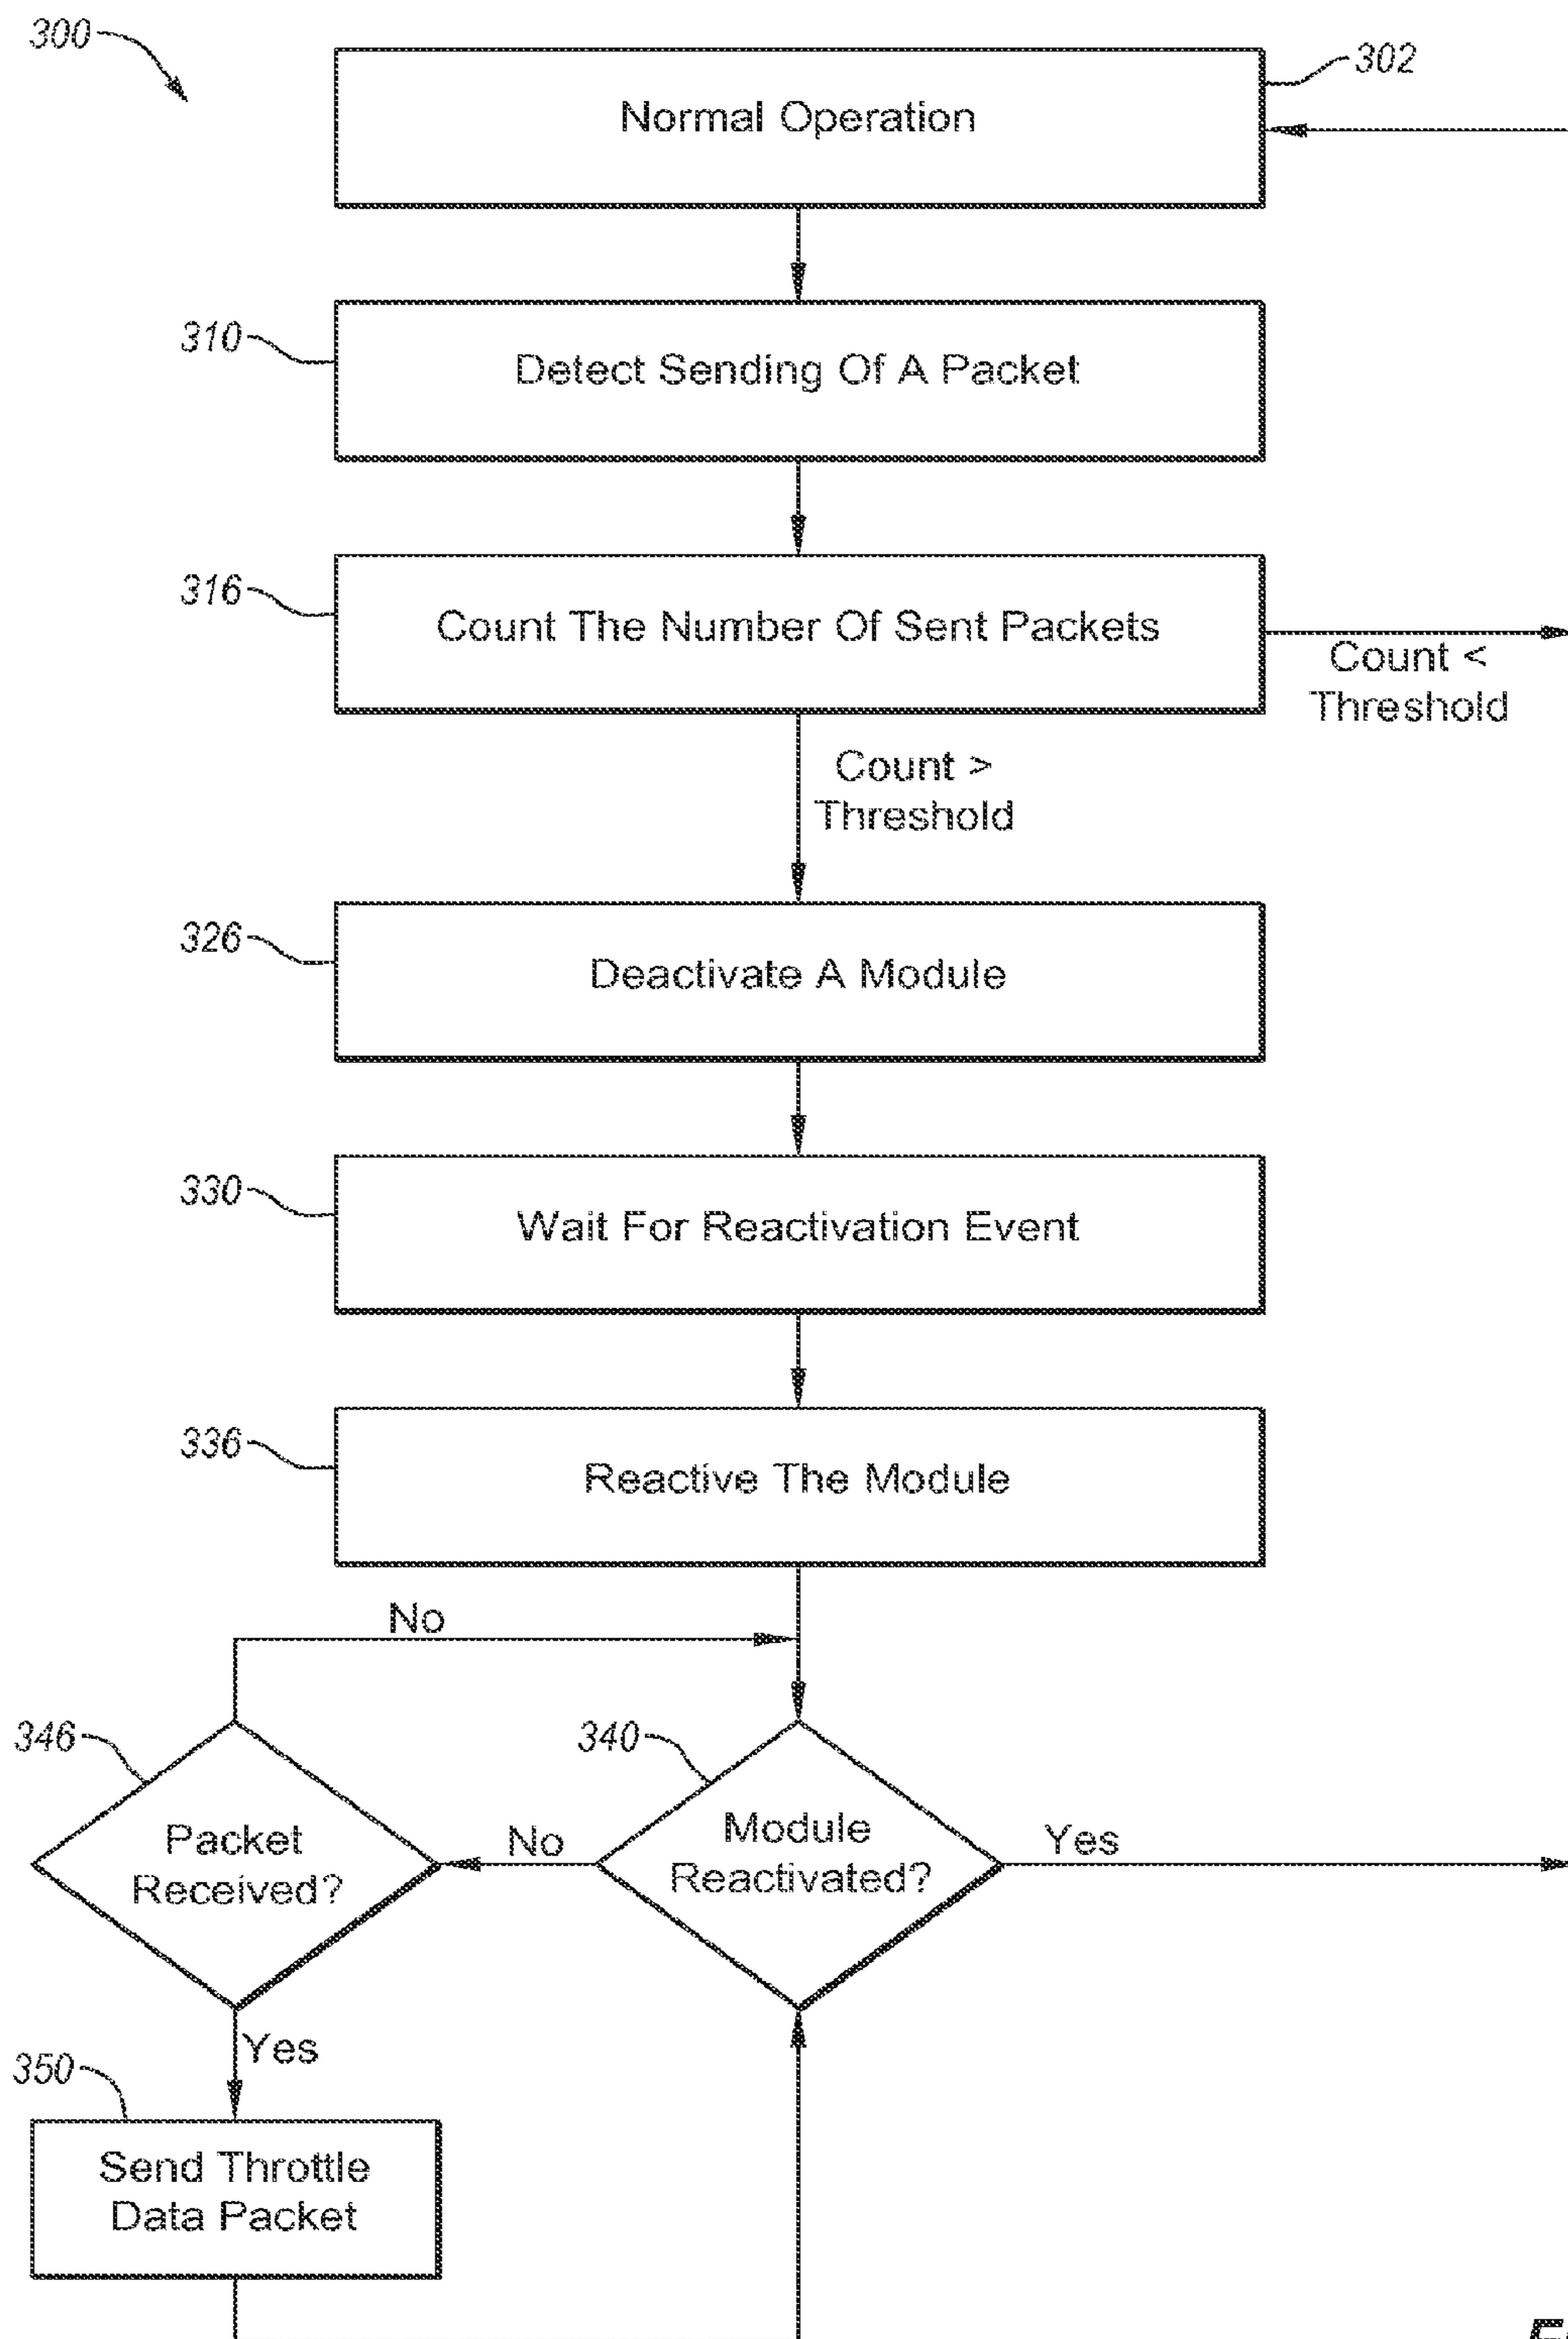 300
302
Normal Operation
310
Detect Sending Of A Packet
316
Count The Number Of Sent Packets
Count <
Threshold
Count >
Threshold
326
Deactivate A Module
330
Wait For Reactivation Event
336
Reactive The Module
No
346
340
Packet
Received?
No
Module
Reactivated?
Yes
Yes
350
Send Throttle
Data Packet